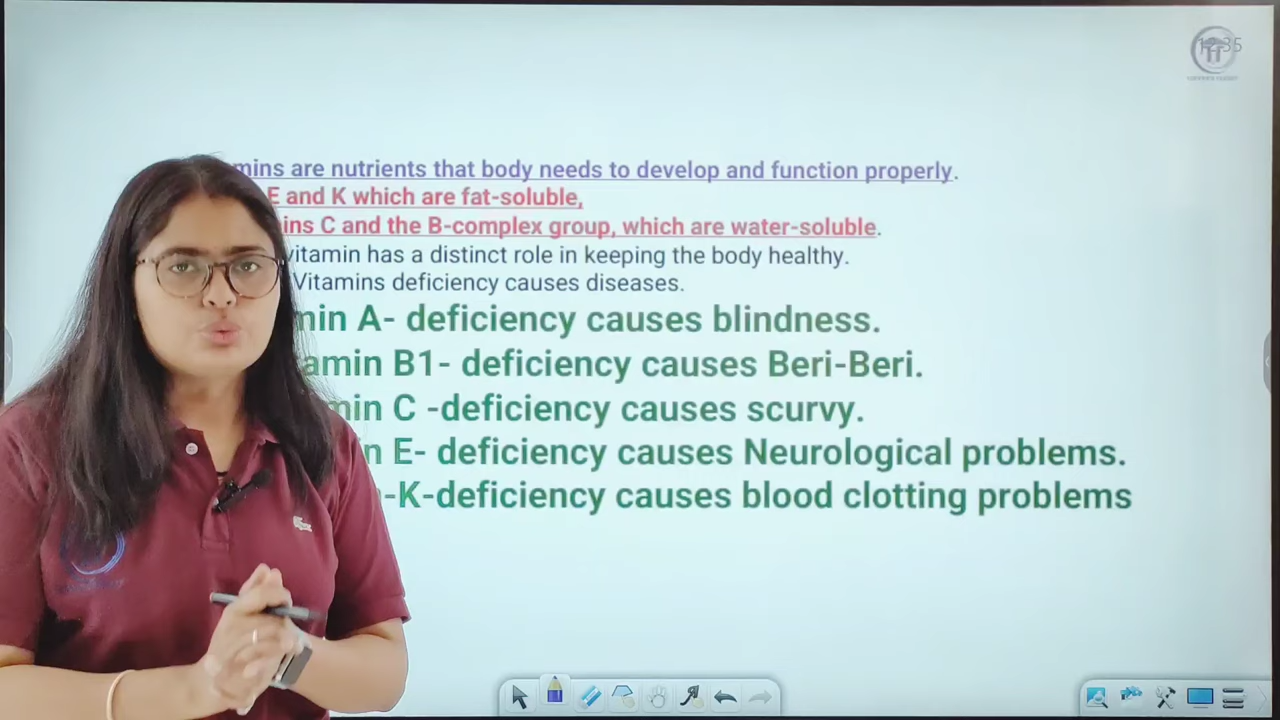 12:35
mins are nutrients that body needs to develop and function properly.
E and K which are fat-soluble,
ins C and the B-complex group, which are water-soluble.
vitamin has a distinct role in keeping the body healthy.
Vitamins deficiency causes diseases.
min A- deficiency causes blindness.
amin B1- deficiency causes Beri-Beri.
min C -deficiency causes scurvy.
n E- deficiency causes Neurological problems.
-K-deficiency causes blood clotting problems